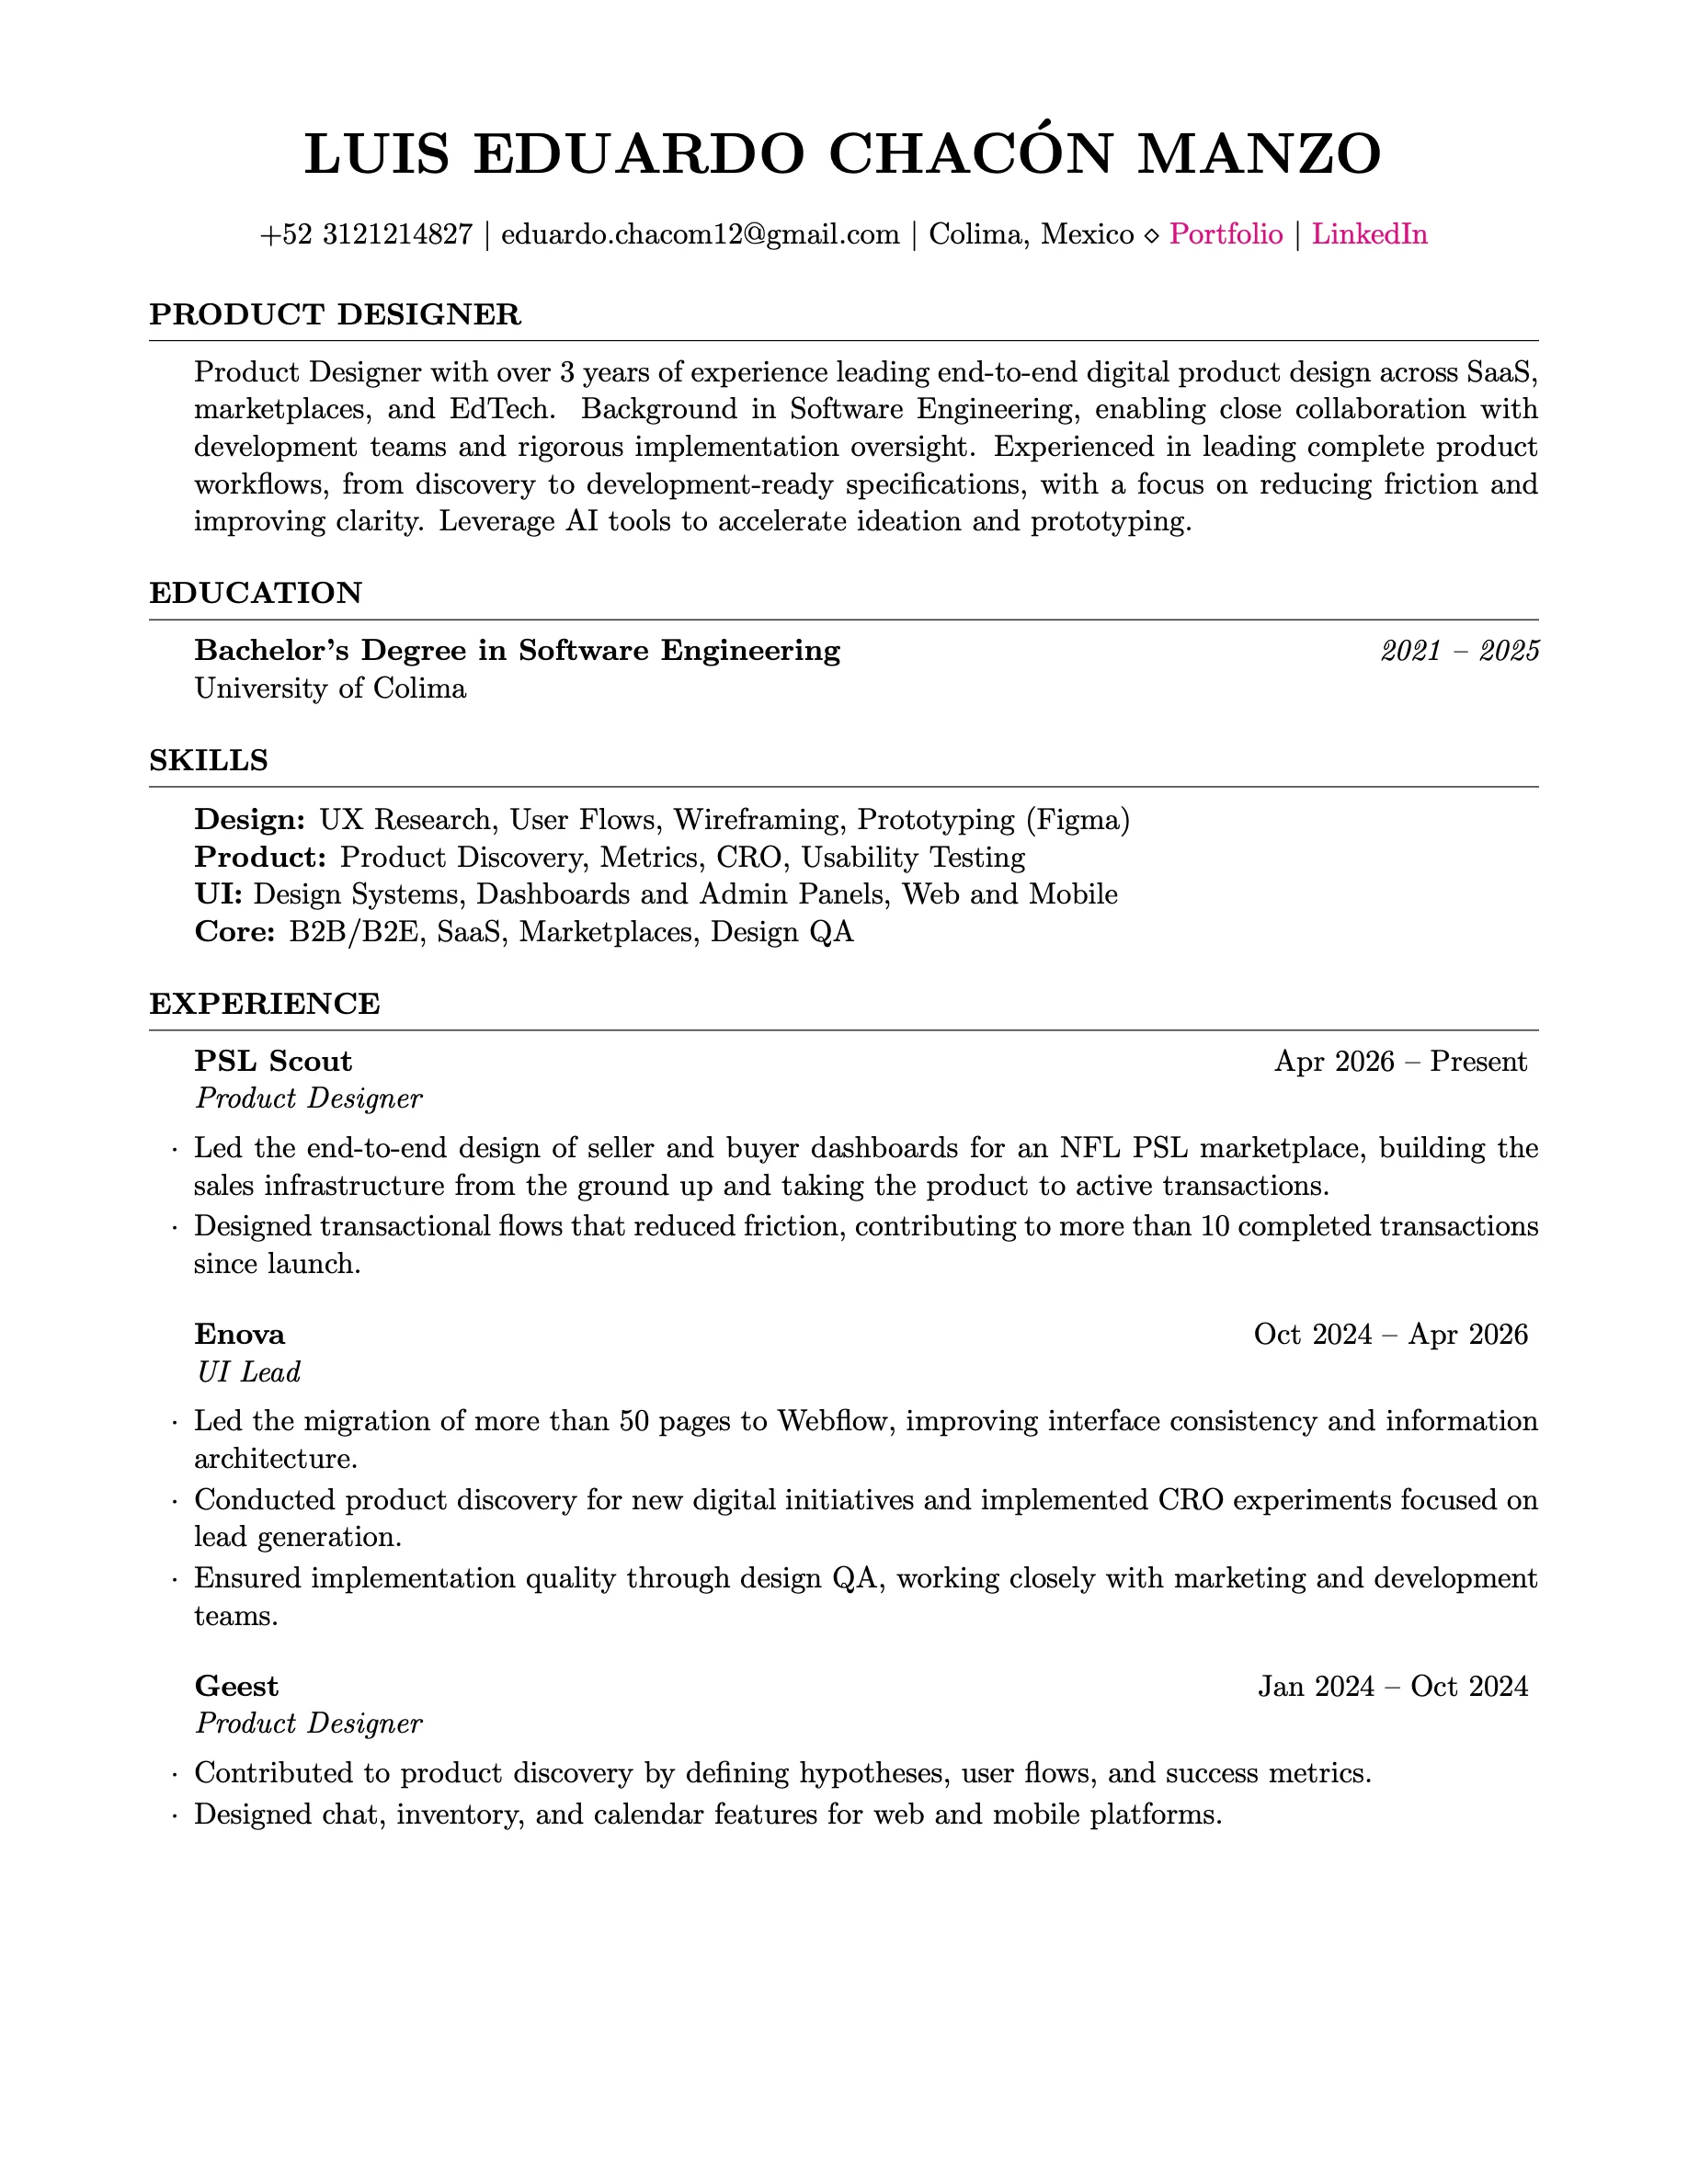 LUIS EDUARDO CHACÓN MANZO
+52 3121214827 | eduardo.chacom12@gmail.com | Colima, Mexico ⋄ Portfolio | LinkedIn
PRODUCT DESIGNER
Product Designer with over 3 years of experience leading end-to-end digital product design across SaaS,
marketplaces, and EdTech. Background in Software Engineering, enabling close collaboration with
development teams and rigorous implementation oversight. Experienced in leading complete product
workflows, from discovery to development-ready specifications, with a focus on reducing friction and
improving clarity. Leverage AI tools to accelerate ideation and prototyping.
EDUCATION
Bachelor's Degree in Software Engineering 2021 – 2025
University of Colima
SKILLS
Design: UX Research, User Flows, Wireframing, Prototyping (Figma)
Product: Product Discovery, Metrics, CRO, Usability Testing
UI: Design Systems, Dashboards and Admin Panels, Web and Mobile
Core: B2B/B2E, SaaS, Marketplaces, Design QA
EXPERIENCE
PSL Scout Apr 2026 – Present
Product Designer
· Led the end-to-end design of seller and buyer dashboards for an NFL PSL marketplace, building the
sales infrastructure from the ground up and taking the product to active transactions.
· Designed transactional flows that reduced friction, contributing to more than 10 completed transactions
since launch.
Enova Oct 2024 – Apr 2026
UI Lead
· Led the migration of more than 50 pages to Webflow, improving interface consistency and information
architecture.
· Conducted product discovery for new digital initiatives and implemented CRO experiments focused on
lead generation.
· Ensured implementation quality through design QA, working closely with marketing and development
teams.
Geest Jan 2024 – Oct 2024
Product Designer
· Contributed to product discovery by defining hypotheses, user flows, and success metrics.
· Designed chat, inventory, and calendar features for web and mobile platforms.